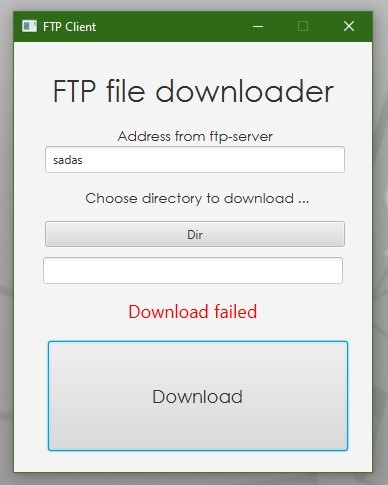 FTP Client
FTP file downloader
Address from ftp-server
sadas
Choose directory to download ...
Dir
Download failed
Download